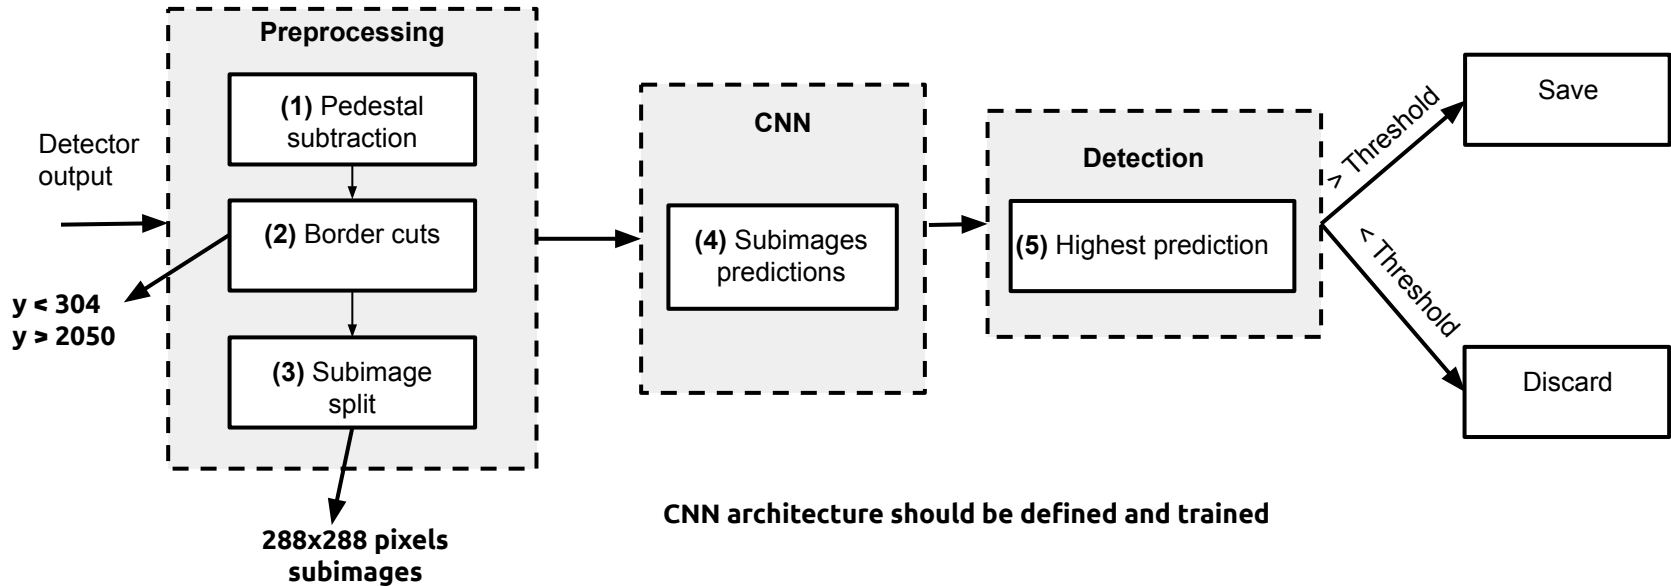 Preprocessing
(1) Pedestal
subtraction
Detector
output
(2) Border cuts
y < 304
y > 2050
(3) Subimage
split
288x288 pixels
subimages
CNN
(4) Subimages
predictions
Detection
(5) Highest prediction
> Threshold
< Threshold
Save
Discard
CNN architecture should be defined and trained